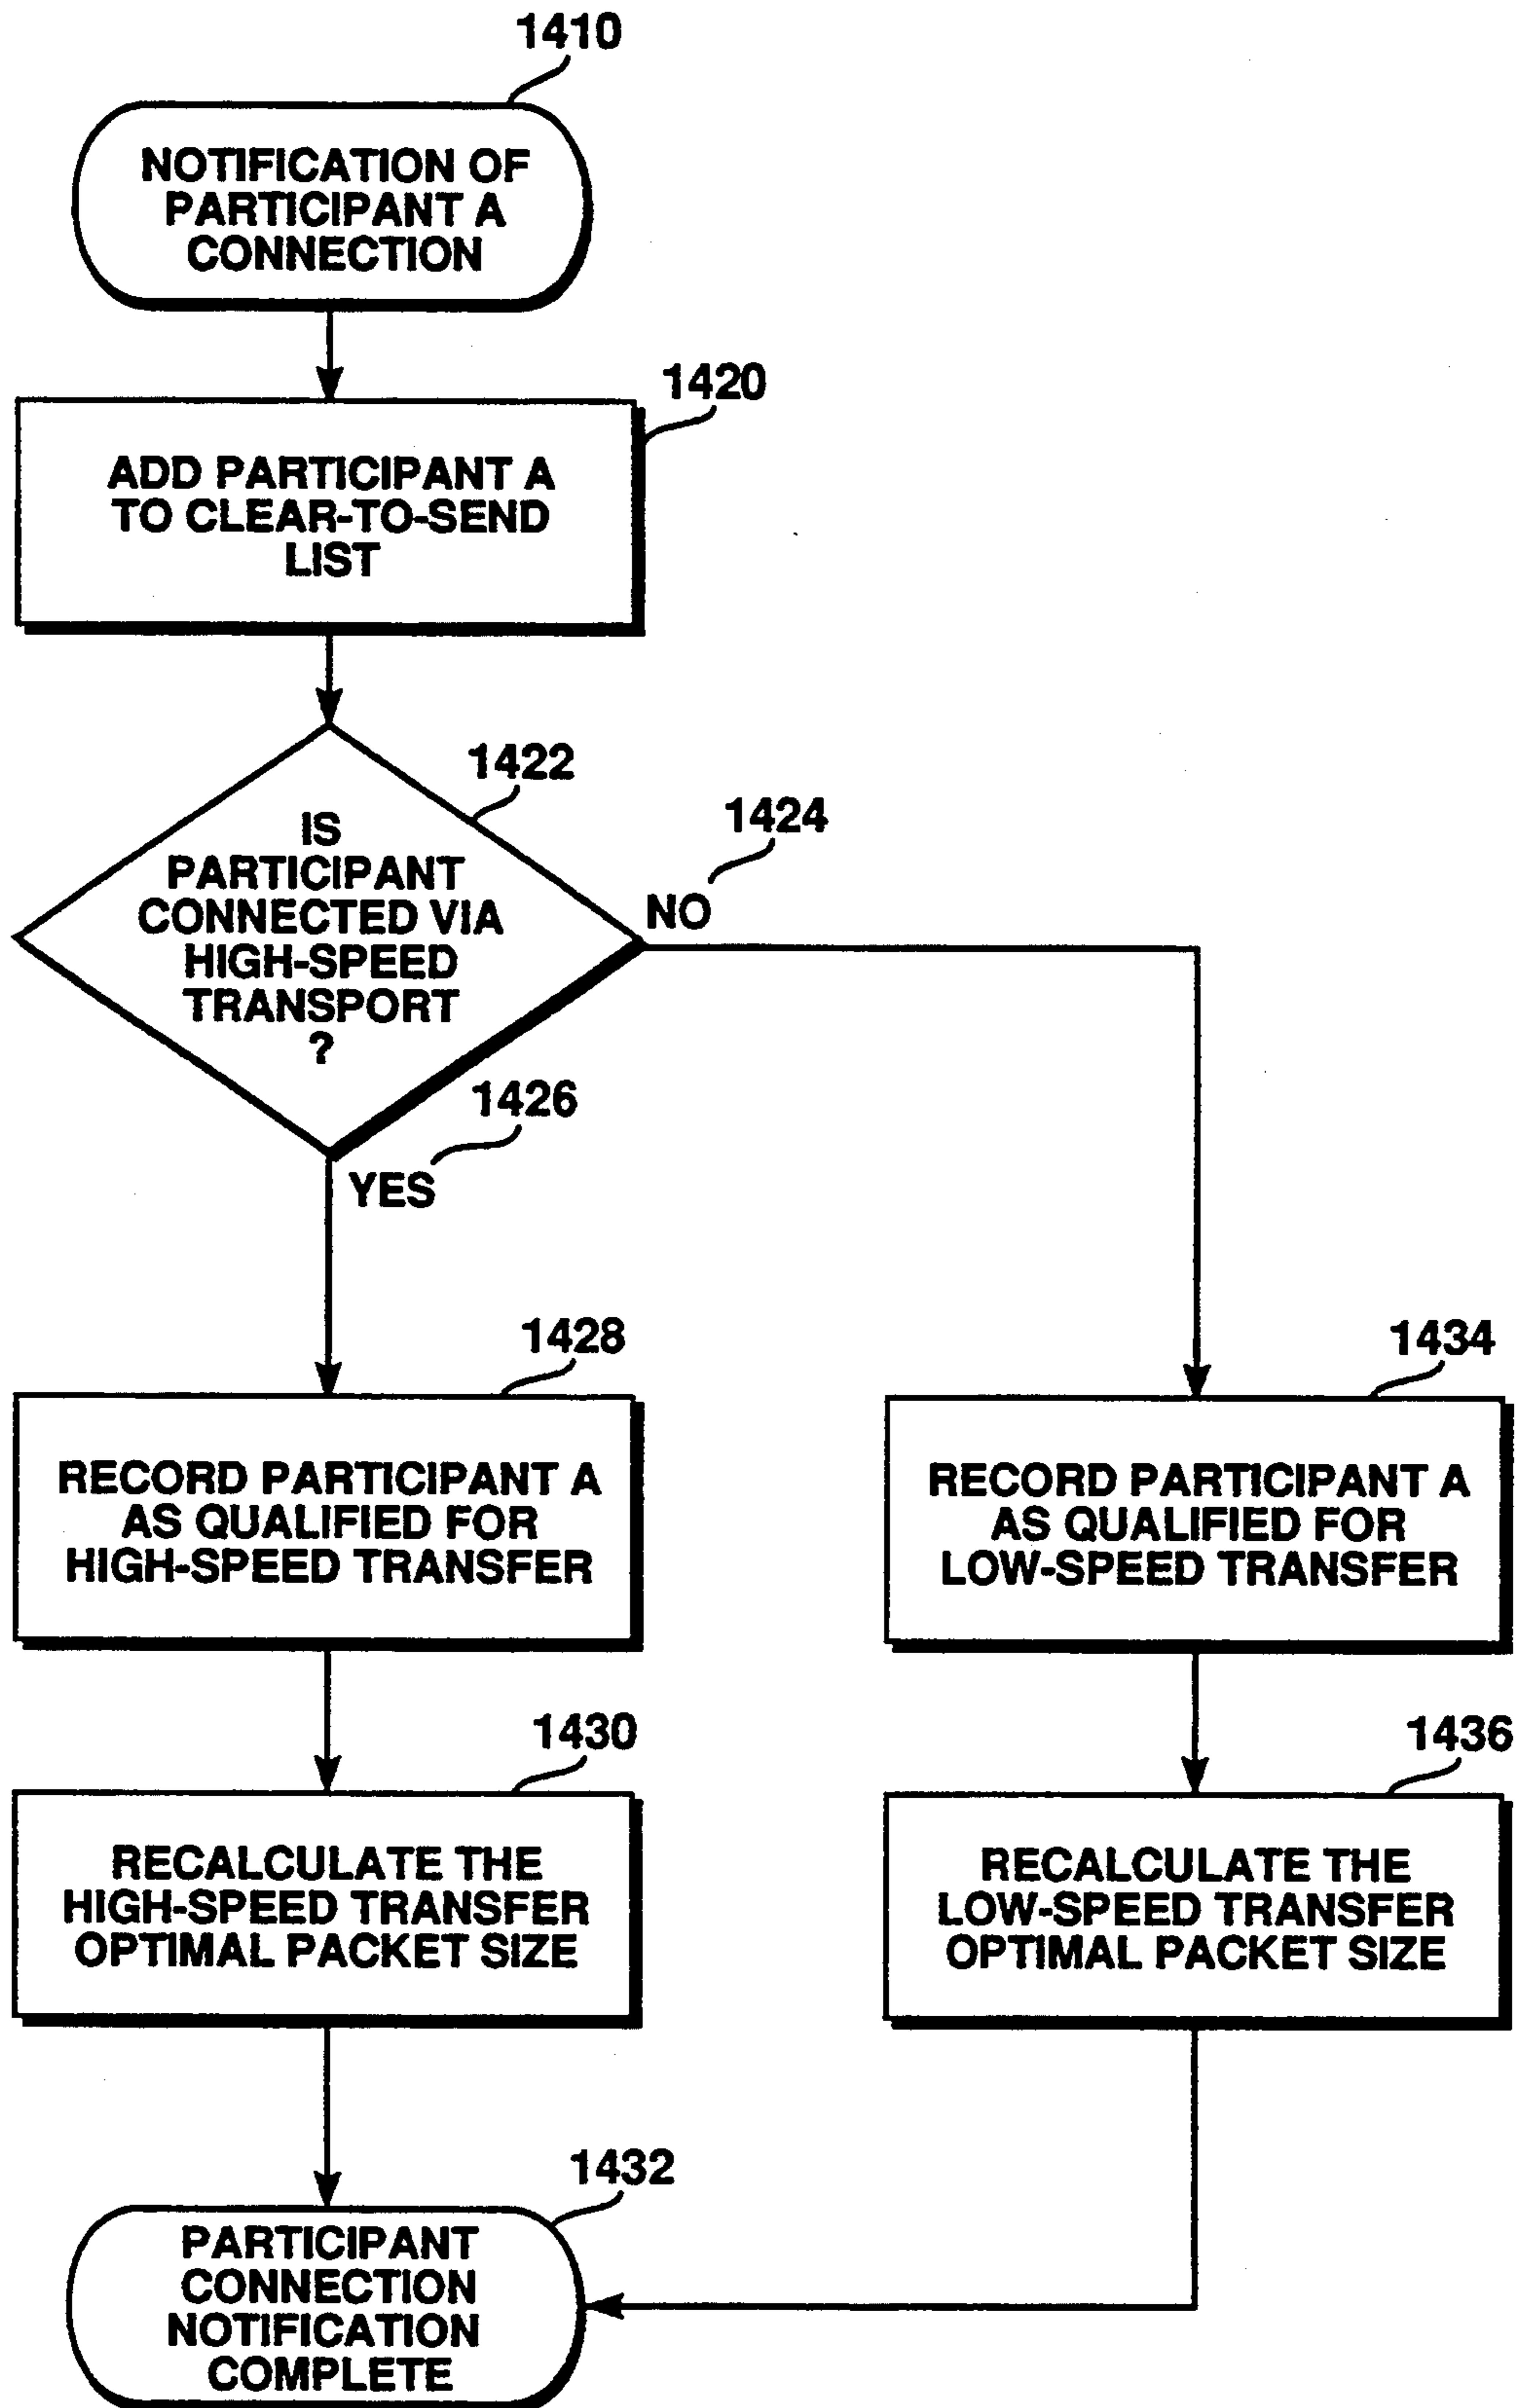 1410
NOTIFICATION OF
PARTICIPANT A
CONNECTION
1420
ADD PARTICIPANT A
TO CLEAR-TO-SEND
LIST
1422
IS
PARTICIPANT
CONNECTED VIA
HIGH-SPEED
TRANSPORT
?
1424
NO
1426
YES
1428
RECORD PARTICIPANT A
AS QUALIFIED FOR
HIGH-SPEED TRANSFER
1434
RECORD PARTICIPANT A
AS QUALIFIED FOR
LOW-SPEED TRANSFER
1430
RECALCULATE THE
HIGH-SPEED TRANSFER
OPTIMAL PACKET SIZE
1436
RECALCULATE THE
LOW-SPEED TRANSFER
OPTIMAL PACKET SIZE
1432
PARTICIPANT
CONNECTION
NOTIFICATION
COMPLETE